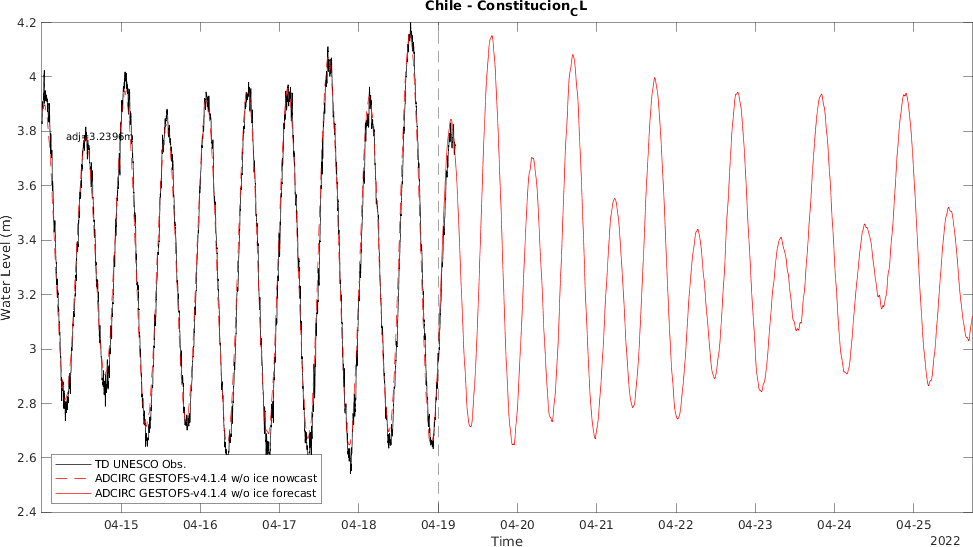 Chile - Constitucion_CL
Water Level (m)
4.2
4
3.8
3.6
3.4
3.2
3
2.8
2.6
2.4
adj=3.2396m
TD UNESCO Obs.
ADCIRC GESTOFS-v4.1.4 w/o ice nowcast
ADCIRC GESTOFS-v4.1.4 w/o ice forecast
04-15 04-16 04-17 04-18 04-19 04-20 04-21 04-22 04-23 04-24 04-25
Time
2022